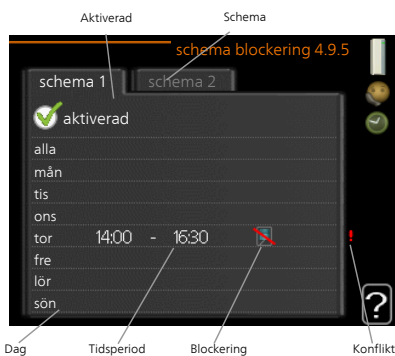 Aktiverad Schema
schema blockering 4.9.5
schema 1 schema 2
aktiverad
alla
mån
tis
ons
tor 14:00 - 16:30 !
fre
lör
sön
?
Dag Tidsperiod Blockering Konflikt